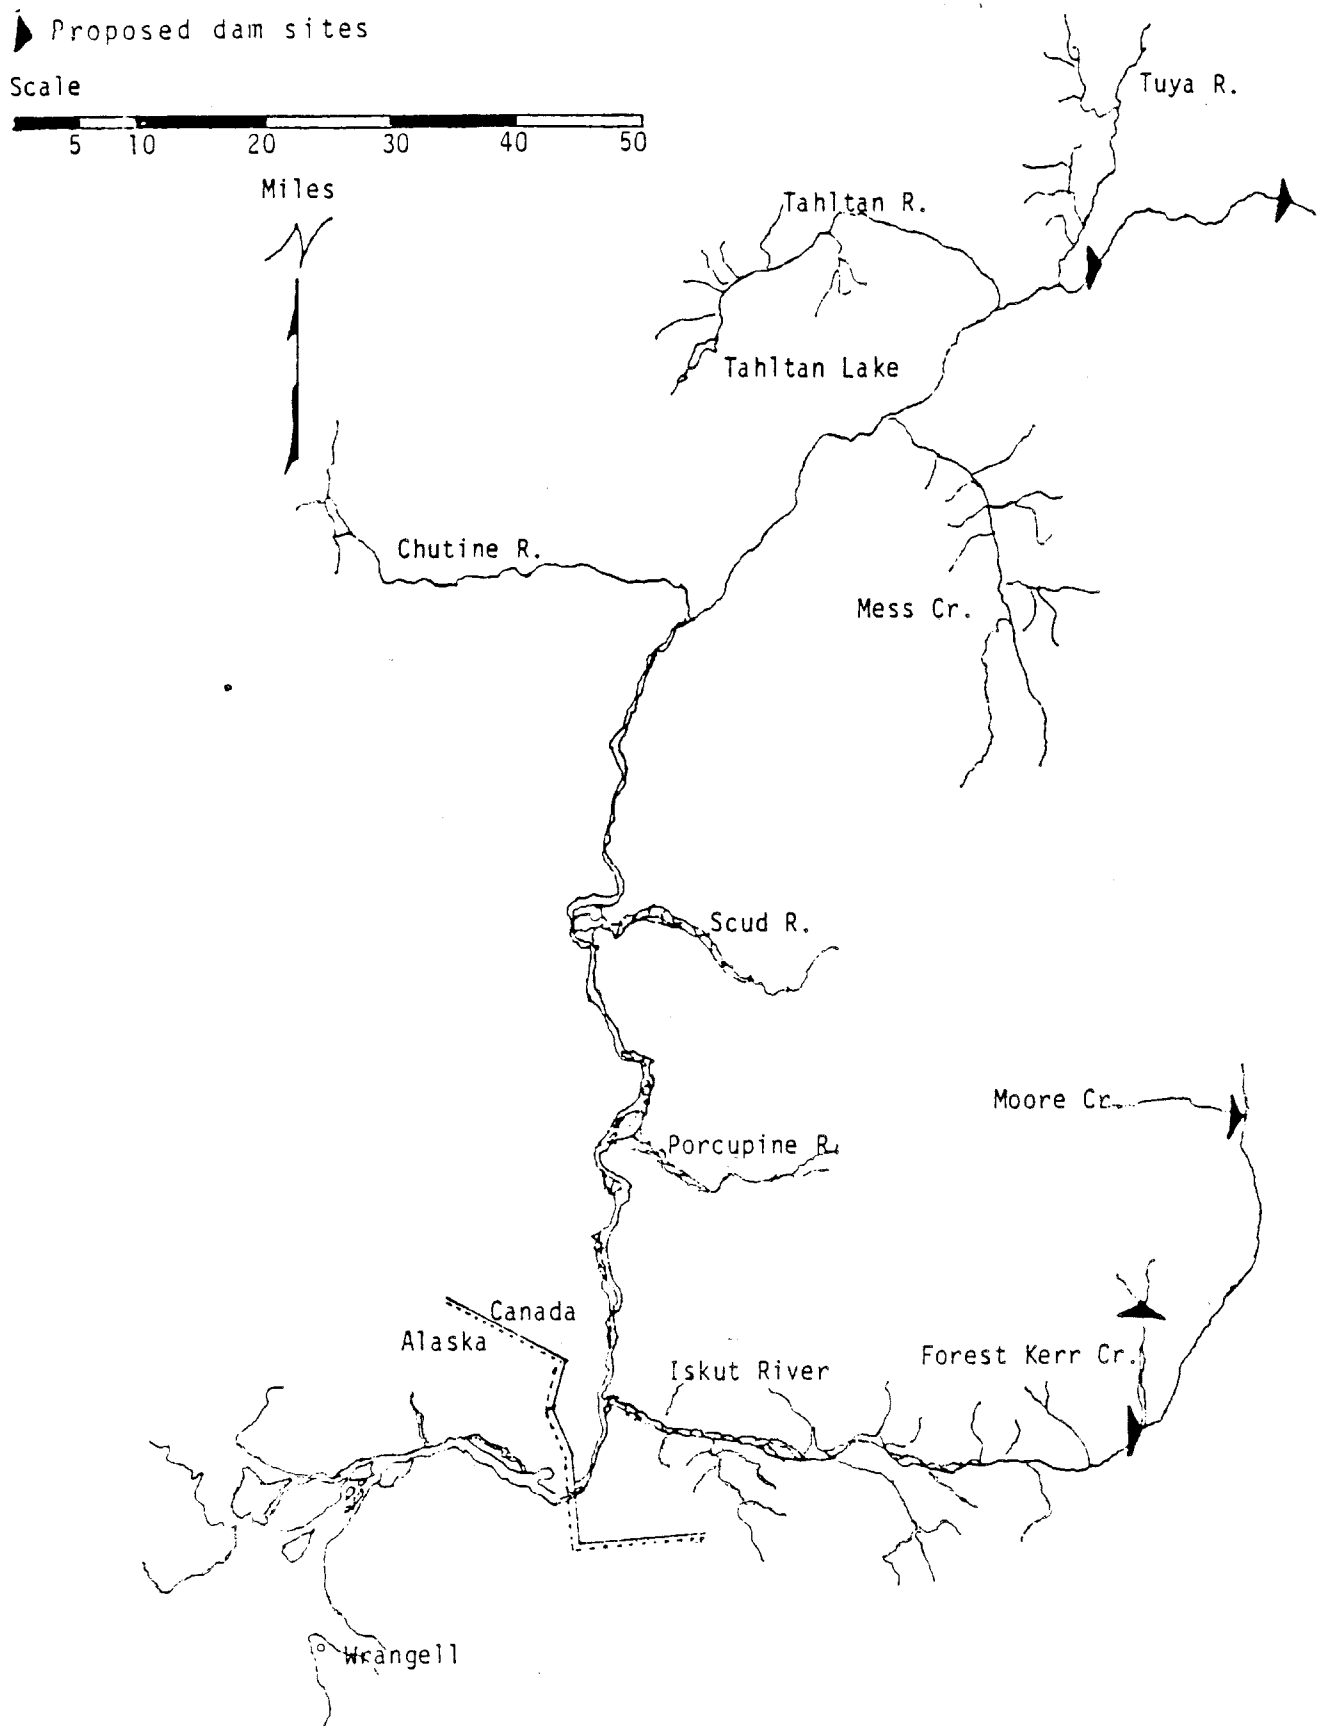 Proposed dam sites
Scale
5 10 20 30 40 50
Miles
N
Tuya R.
Tahltan R.
Tahltan Lake
Chutine R.
Mess Cr.
Scud R.
Moore Cr.
Porcupine R.
Canada
Alaska
Iskut River
Forest Kerr Cr.
Wrangell